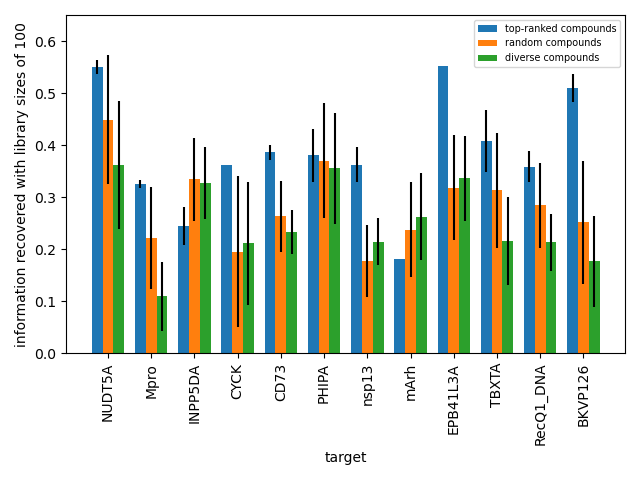 information recovered with library sizes of 100
0.6
0.5
0.4
0.3
0.2
0.1
0.0
top-ranked compounds
random compounds
diverse compounds
NUDT5A
Mpro
INPP5DA
CYCK
CD73
PHIPA
nsp13
mArh
EPB41L3A
TBXTA
RecQ1_DNA
BKVP126
target